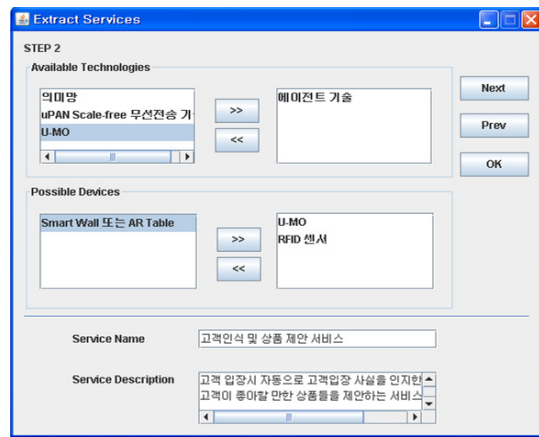 Extract Services
STEP 2
Available Technologies
의미망
uPAN Scale-free 무선전송 기
U-MO
>>
<<
에이전트 기술
Next
Prev
OK
Possible Devices
Smart Wall 또는 AR Table
>>
<<
U-MO
RFID 센서
Service Name
고객인식 및 상품 제안 서비스
Service Description
고객 입장시 자동으로 고객입장 사실을 인지한
고객이 좋아할 만한 상품들을 제안하는 서비스